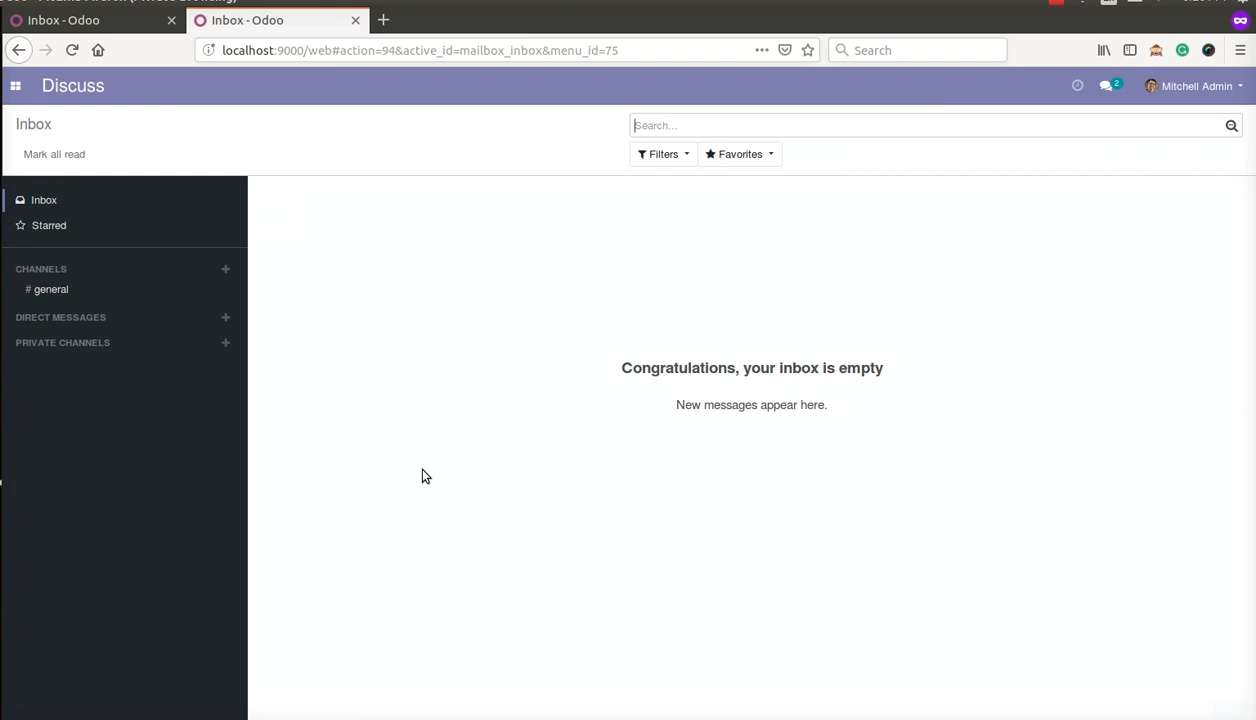 Inbox - Odoo
Inbox - Odoo
localhost:9000/web#action=94&active_id=mailbox_inbox&menu_id=75
Search
Discuss
2
Mitchell Admin
Inbox
Search...
Mark all read
Filters
Favorites
Inbox
Starred
CHANNELS
# general
DIRECT MESSAGES
PRIVATE CHANNELS
Congratulations, your inbox is empty
New messages appear here.